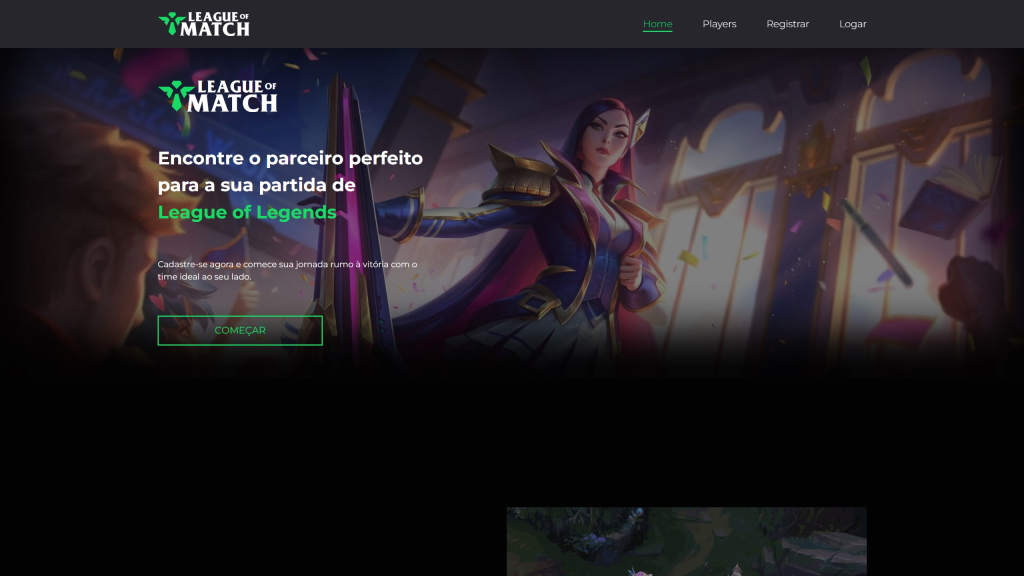 LEAGUE OF
MATCH
Home
Players
Registrar
Logar
LEAGUE OF
MATCH
Encontre o parceiro perfeito
para a sua partida de
League of Legends
Cadastre-se agora e comece sua jornada rumo à vitória com o
time ideal ao seu lado.
COMEÇAR